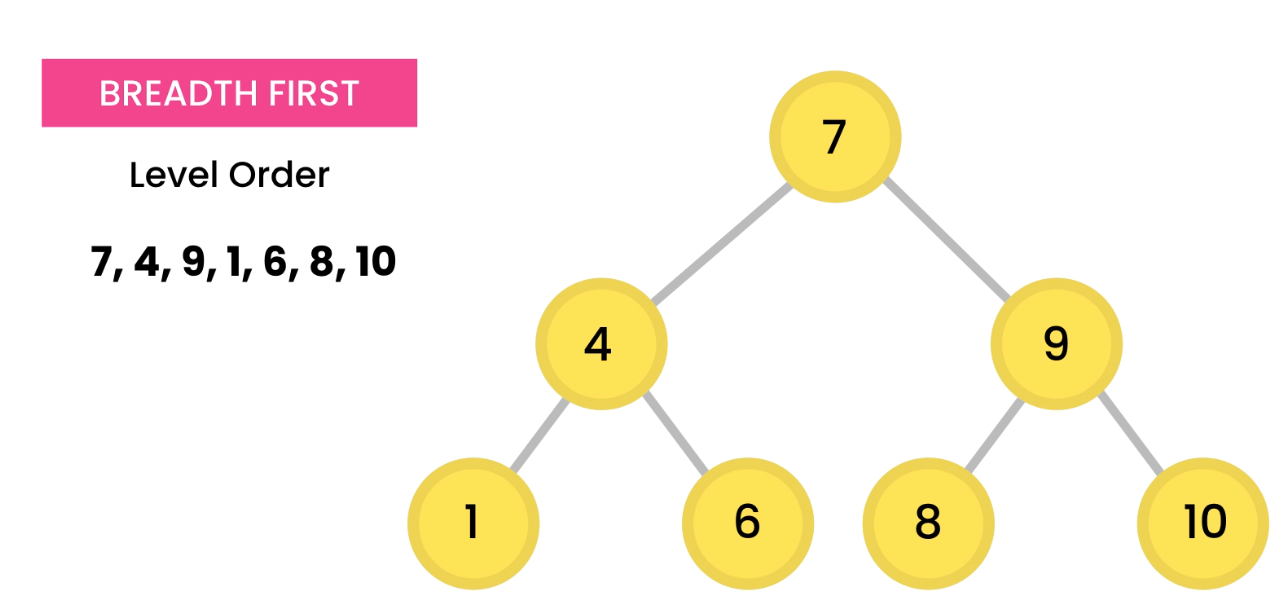 BREADTH FIRST
Level Order
7, 4, 9, 1, 6, 8, 10
7
4
9
1
6
8
10